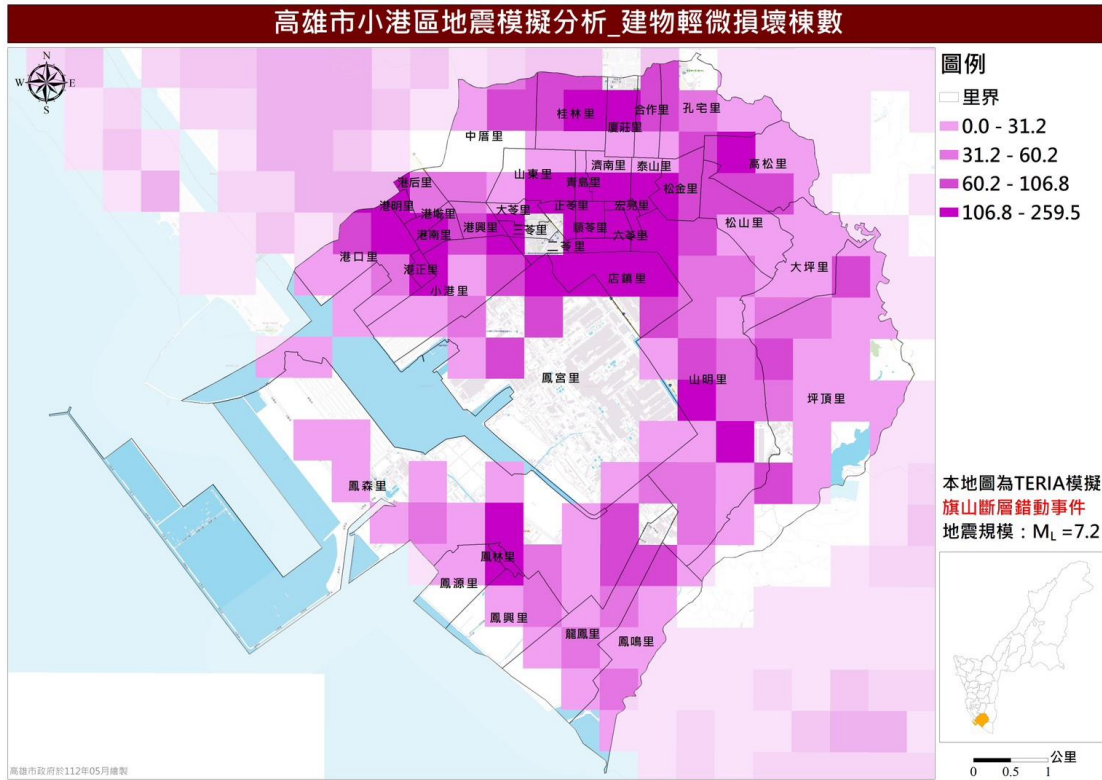 高雄市小港區地震模擬分析_建物輕微損壞棟數
N
W
E
S
圖例
里界
0.0 - 31.2
31.2 - 60.2
60.2 - 106.8
106.8 - 259.5
桂林里
合作里
孔宅里
廈莊里
中厝里
高松里
濟南里
泰山里
山東里
青島里
松金里
港后里
港明里
大苓里
正苓里
宏亮里
港墘里
松山里
港興里
三苓里
順苓里
六苓里
港南里
二苓里
港口里
港正里
店鎮里
大坪里
小港里
鳳宮里
山明里
坪頂里
鳳森里
鳳林里
鳳源里
鳳興里
龍鳳里
鳳鳴里
本地圖為TERIA模擬
旗山斷層錯動事件
地震規模：ML =7.2
公里
0 0.5 1
高雄市政府於112年05月繪製